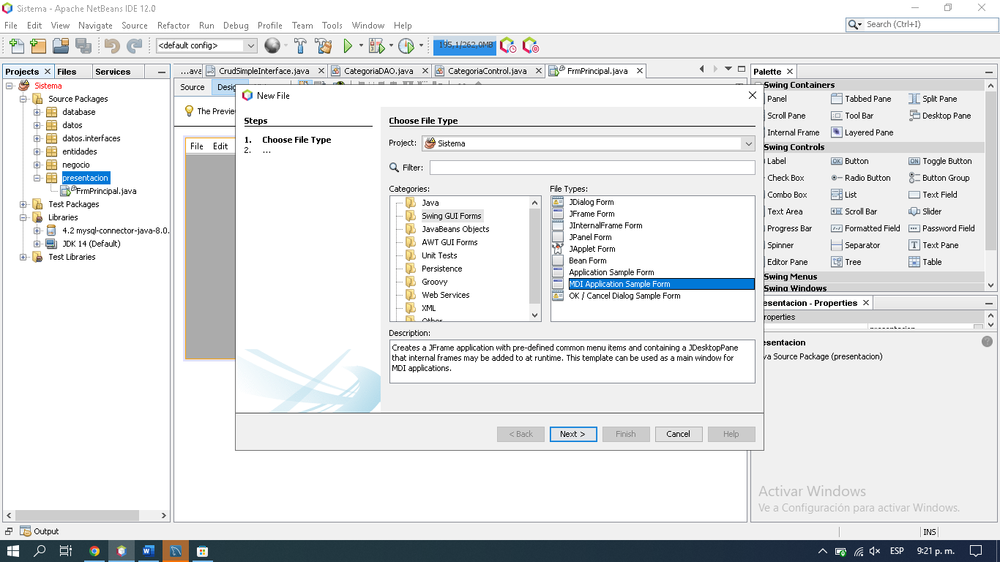 Sistema - Apache NetBeans IDE 12.0
File Edit View Navigate Source Refactor Run Debug Profile Team Tools Window Help
Search (Ctrl+I)
<default config>
195,1/262,0MB
Projects Files Services
Sistema
Source Packages
database
datos
datos.interfaces
entidades
negocio
presentacion
FrmPrincipal.java
Test Packages
Libraries
4.2 mysql-connector-java-8.0.
JDK 14 (Default)
Test Libraries
...ava CrudSimpleInterface.java CategoriaDAO.java CategoriaControl.java FrmPrincipal.java
Source Desig
The Previe
File Edit
New File
Steps
1. Choose File Type
2. ...
Choose File Type
Project: Sistema
Filter:
Categories:
Java
Swing GUI Forms
JavaBeans Objects
AWT GUI Forms
Unit Tests
Persistence
Groovy
Web Services
XML
Other
File Types:
JDialog Form
JFrame Form
JInternalFrame Form
JPanel Form
JApplet Form
Bean Form
Application Sample Form
MDI Application Sample Form
OK / Cancel Dialog Sample Form
Description:
Creates a JFrame application with pre-defined common menu items and containing a JDesktopPane
that internal frames may be added to at runtime. This template can be used as a main window for
MDI applications.
< Back Next > Finish Cancel Help
Palette
Swing Containers
Panel Tabbed Pane Split Pane
Scroll Pane Tool Bar Desktop Pane
Internal Frame Layered Pane
Swing Controls
Label Button Toggle Button
Check Box Radio Button Button Group
Combo Box List Text Field
Text Area Scroll Bar Slider
Progress Bar Formatted Field Password Field
Spinner Separator Text Pane
Editor Pane Tree Table
Swing Menus
Swing Windows
esentacion - Properties
roperties
presentacion
esentacion
va Source Package (presentacion)
Activar Windows
Ve a Configuración para activar Windows.
Output
INS
ESP 9:21 p. m.